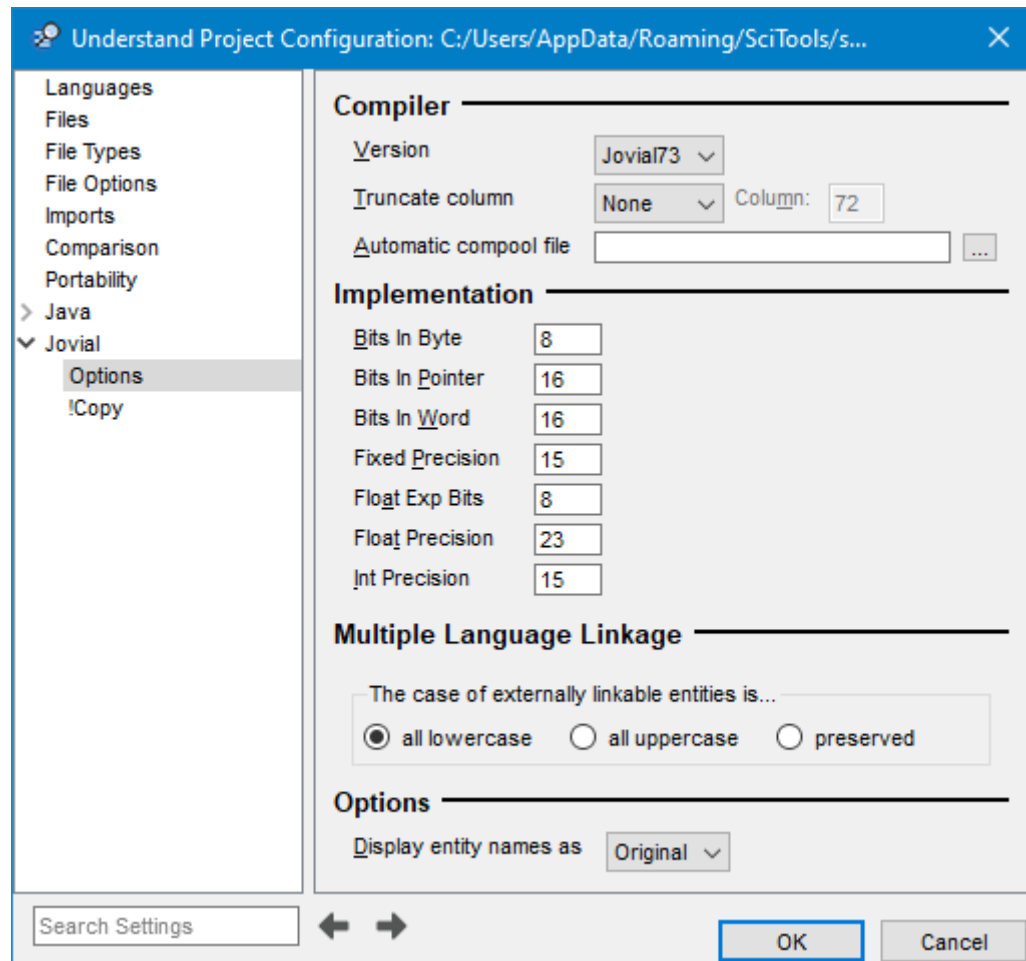 Understand Project Configuration: C:/Users/AppData/Roaming/SciTools/s...
Languages
Files
File Types
File Options
Imports
Comparison
Portability
Java
Jovial
Options
!Copy
Compiler
Version Jovial73
Truncate column None Column: 72
Automatic compool file ...
Implementation
Bits In Byte 8
Bits In Pointer 16
Bits In Word 16
Fixed Precision 15
Float Exp Bits 8
Float Precision 23
Int Precision 15
Multiple Language Linkage
The case of externally linkable entities is...
all lowercase all uppercase preserved
Options
Display entity names as Original
Search Settings OK Cancel